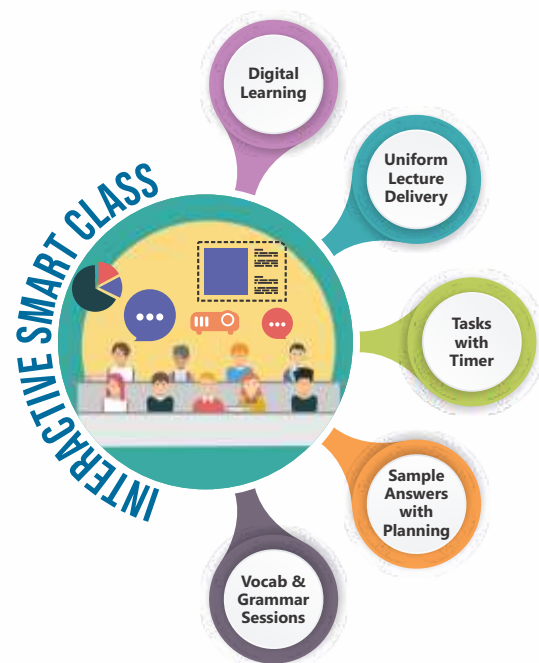 INTERACTIVE SMART CLASS
Digital
Learning
Uniform
Lecture
Delivery
Tasks
with
Timer
Sample
Answers
with
Planning
Vocab &
Grammar
Sessions